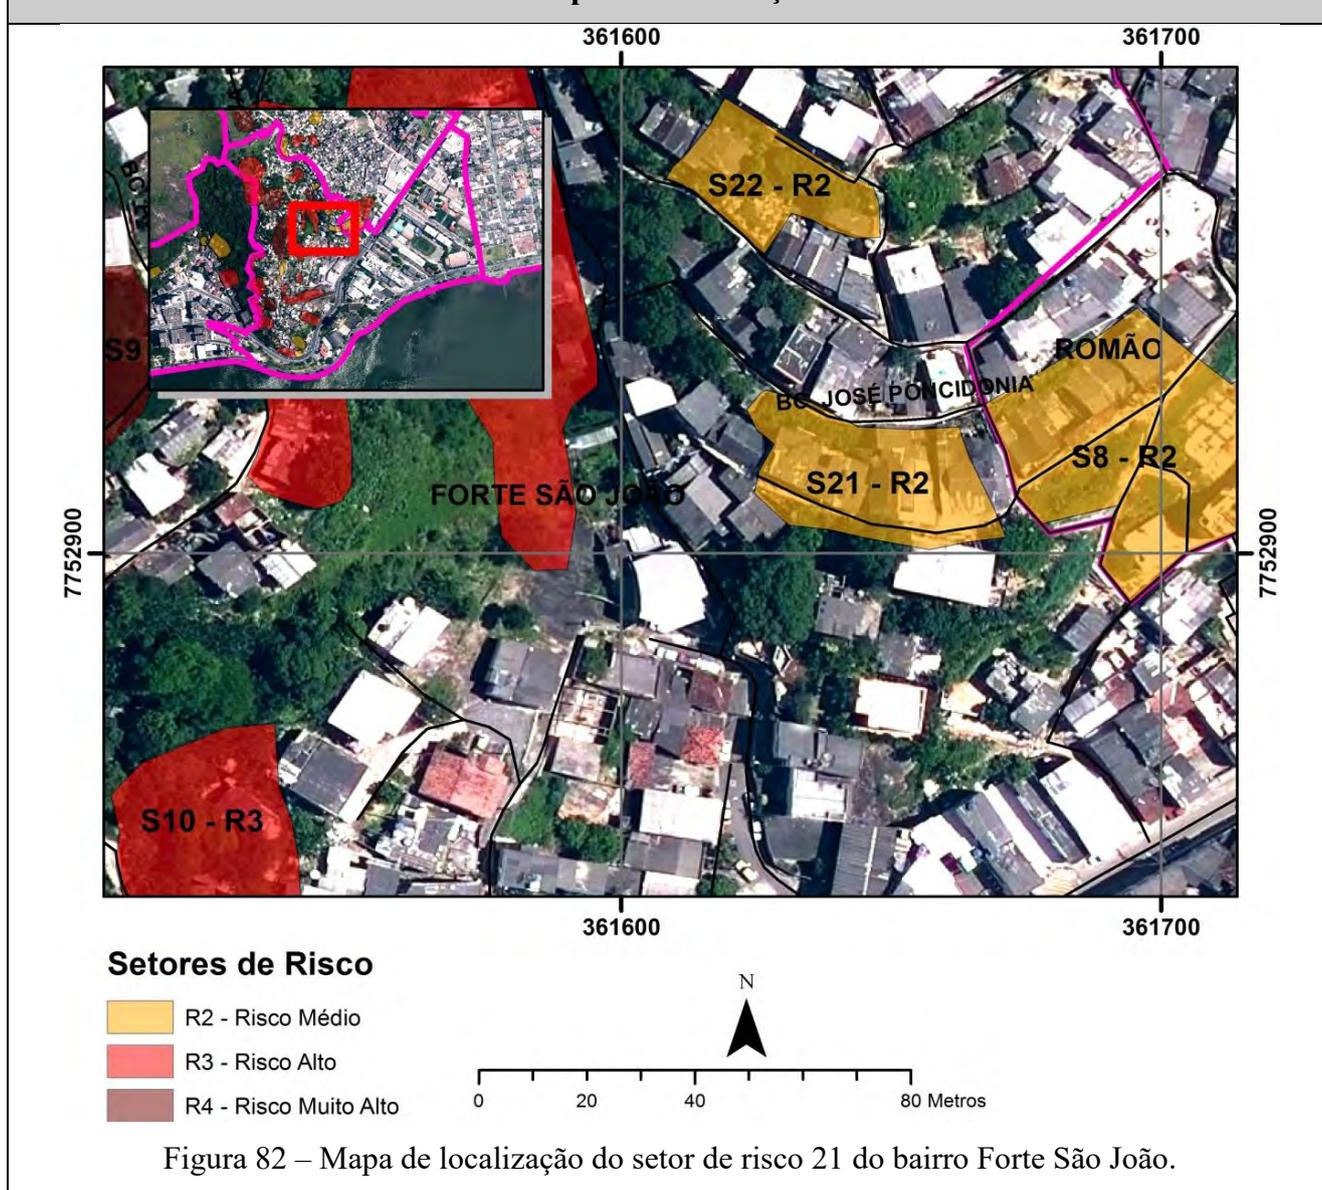 361600
361700
S22 - R2
S9
ROMÃO
BC. JOSÉ PONCIDONIA
S8 - R2
S21 - R2
FORTE SÃO JOÃO
7752900
7752900
S10 - R3
361600
361700
Setores de Risco
R2 - Risco Médio
R3 - Risco Alto
R4 - Risco Muito Alto
N
0 20 40 80 Metros
Figura 82 – Mapa de localização do setor de risco 21 do bairro Forte São João.